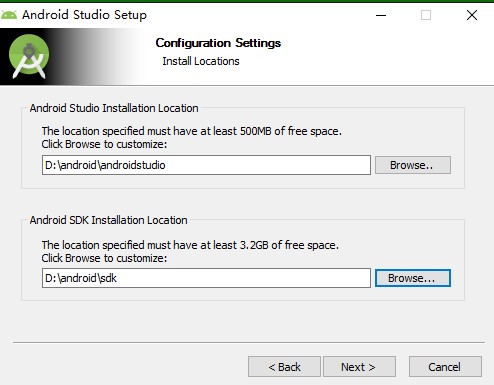 Android Studio Setup
Configuration Settings
Install Locations
Android Studio Installation Location
The location specified must have at least 500MB of free space.
Click Browse to customize:
D:\android\androidstudio
Browse..
Android SDK Installation Location
The location specified must have at least 3.2GB of free space.
Click Browse to customize:
D:\android\sdk
Browse...
< Back
Next >
Cancel